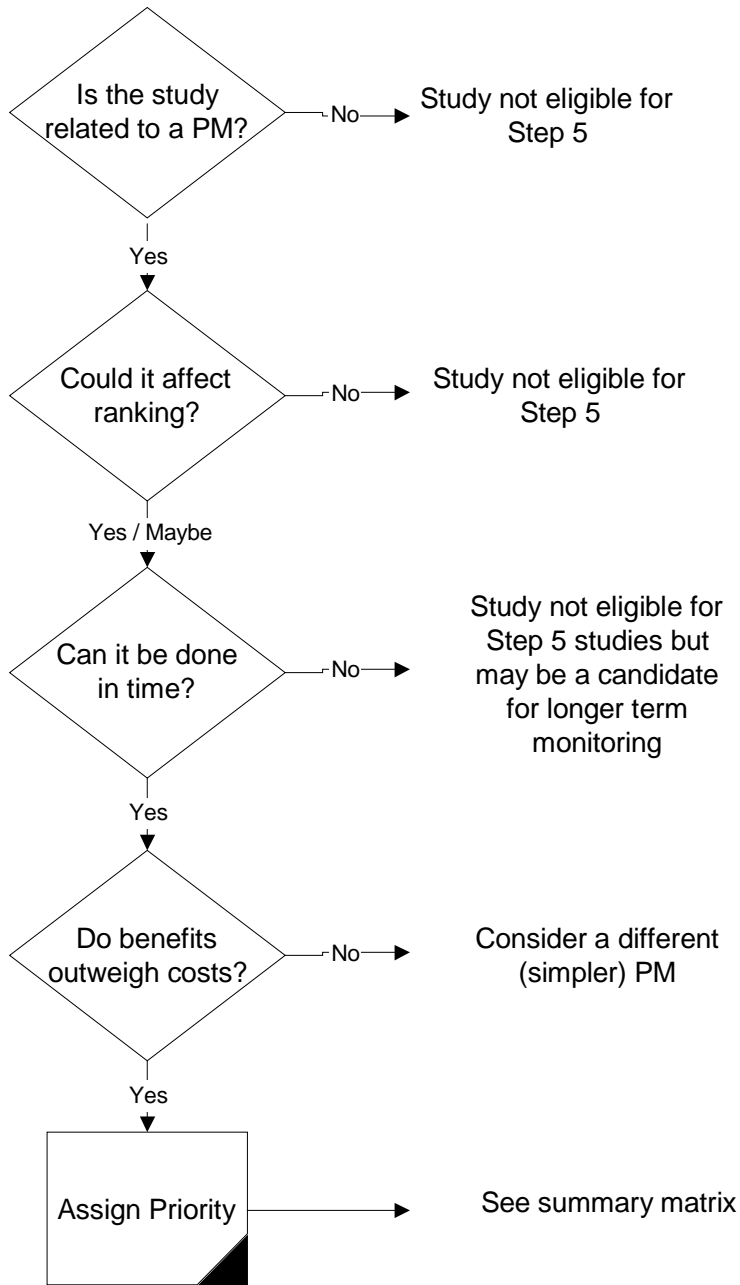 Is the study
related to a PM?
No
Study not eligible for
Step 5
Yes
Could it affect
ranking?
No
Study not eligible for
Step 5
Yes / Maybe
Can it be done
in time?
No
Study not eligible for
Step 5 studies but
may be a candidate
for longer term
monitoring
Yes
Do benefits
outweigh costs?
No
Consider a different
(simpler) PM
Yes
Assign Priority
See summary matrix